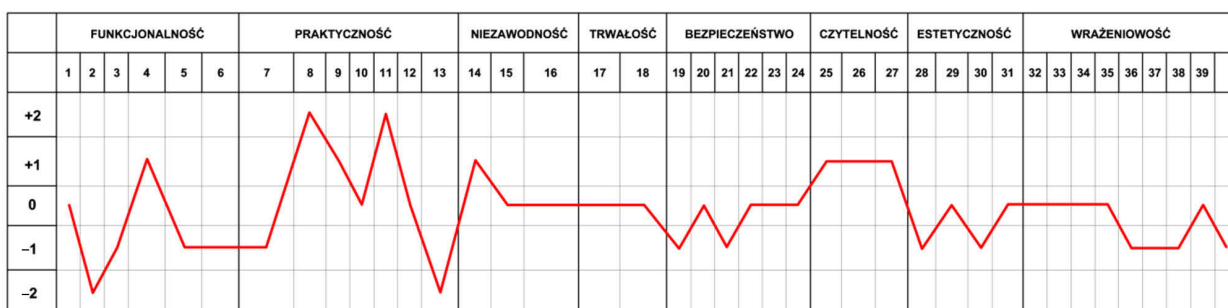 FUNKCJONALNOŚĆ PRAKTYCZNOŚĆ NIEZAWODNOŚĆ TRWAŁOŚĆ BEZPIECZEŃSTWO CZYTELNOŚĆ ESTETYCZNOŚĆ WRAŻENIOWOŚĆ
1 2 3 4 5 6 7 8 9 10 11 12 13 14 15 16 17 18 19 20 21 22 23 24 25 26 27 28 29 30 31 32 33 34 35 36 37 38 39
+2
+1
0
–1
–2